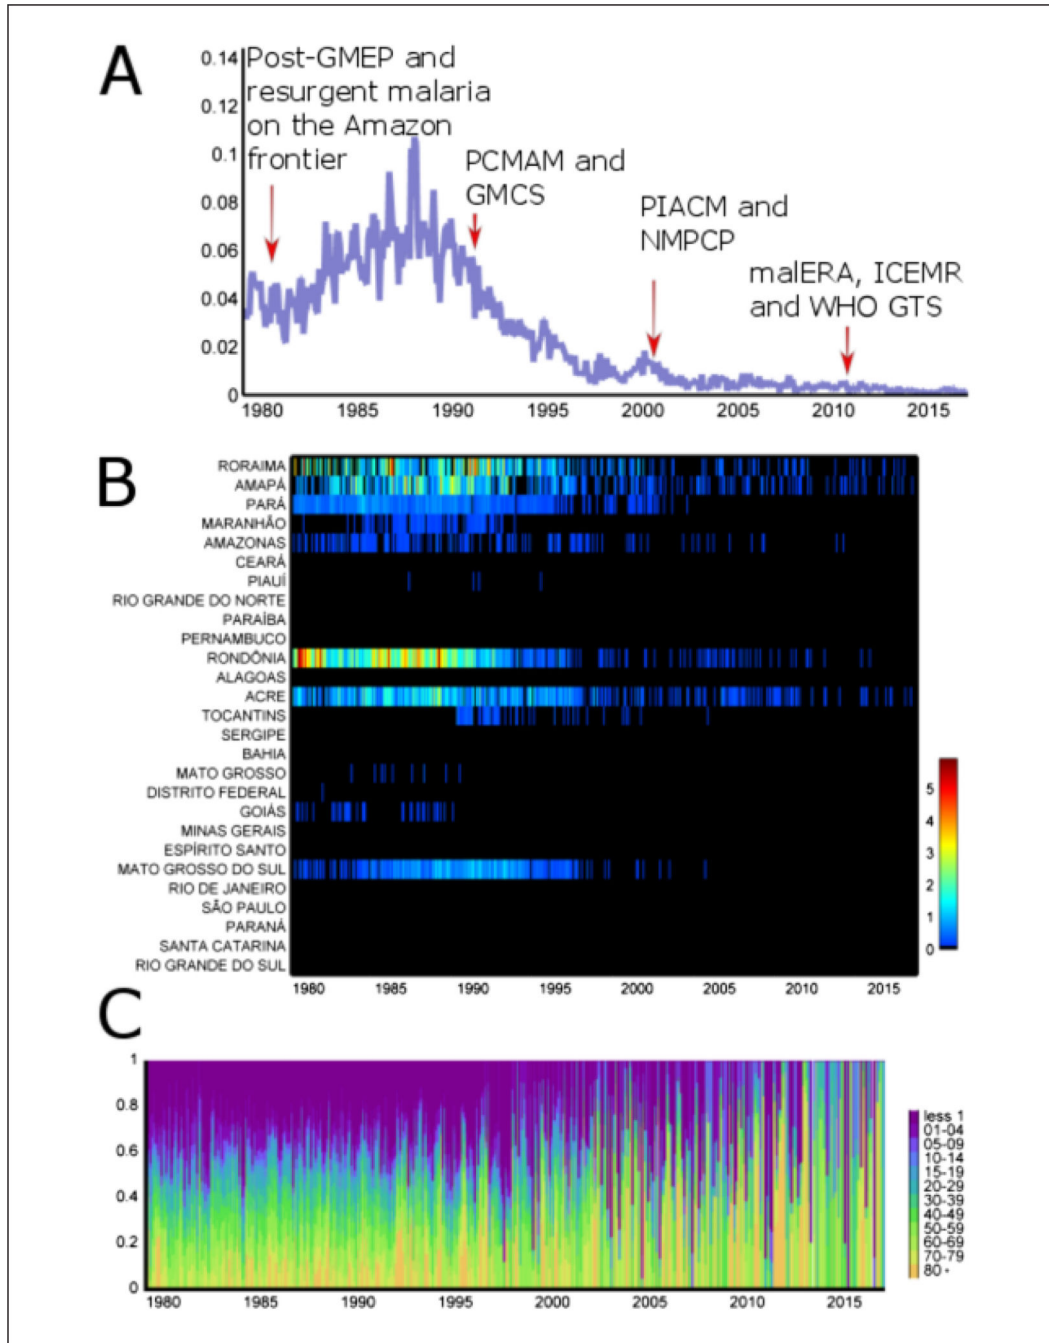 A
0.14
0.12
0.1
0.08
0.06
0.04
0.02
0
Post-GMEP and
resurgent malaria
on the Amazon
frontier
PCMAM and
GMCS
PIACM and
NMPCP
malERA, ICEMR
and WHO GTS
1980 1985 1990 1995 2000 2005 2010 2015
B
RORAIMA
AMAPÁ
PARÁ
MARANHÃO
AMAZONAS
CEARÁ
PIAUÍ
RIO GRANDE DO NORTE
PARAÍBA
PERNAMBUCO
RONDÔNIA
ALAGOAS
ACRE
TOCANTINS
SERGIPE
BAHIA
MATO GROSSO
DISTRITO FEDERAL
GOIÁS
MINAS GERAIS
ESPÍRITO SANTO
MATO GROSSO DO SUL
RIO DE JANEIRO
SÃO PAULO
PARANÁ
SANTA CATARINA
RIO GRANDE DO SUL
1980 1985 1990 1995 2000 2005 2010 2015
5
4
3
2
1
0
C
1
0.8
0.6
0.4
0.2
0
1980 1985 1990 1995 2000 2005 2010 2015
less 1
01-04
05-09
10-14
15-19
20-29
30-39
40-49
50-59
60-69
70-79
80+